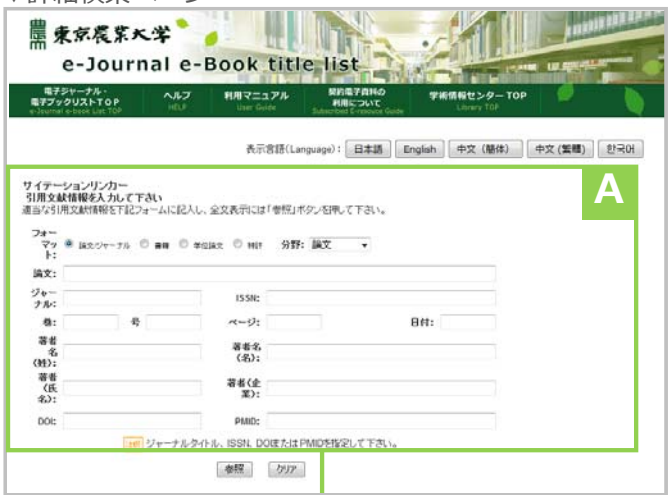 東京農業大学
e-Journal e-Book title list
電子ジャーナル・ ヘルプ 利用マニュアル 契約電子資料の 学術情報センター TOP
電子ブックリストTOP HELP User Guide 利用について Library TOP
e-Journal e-book List TOP Subscribed E-resouce Guide
表示言語(Language): 日本語 English 中文 (簡体) 中文 (繁體) 한국어
A
サイテーションリンカー
引用文献情報を入力して下さい
適当な引用文献情報を下記フォームに記入し、全文表示には「参照」ボタンを押して下さい。
フォーマット: 論文/ジャーナル 書籍 学位論文 特許 分野: 論文
論文:
ジャーナル: ISSN:
巻: 号 ページ: 日付:
著者名(姓): 著者名(名):
著者(氏名): 著者(企業):
DOI: PMID:
ジャーナルタイトル、ISSN、DOIまたは PMIDを指定して下さい。
参照 クリア